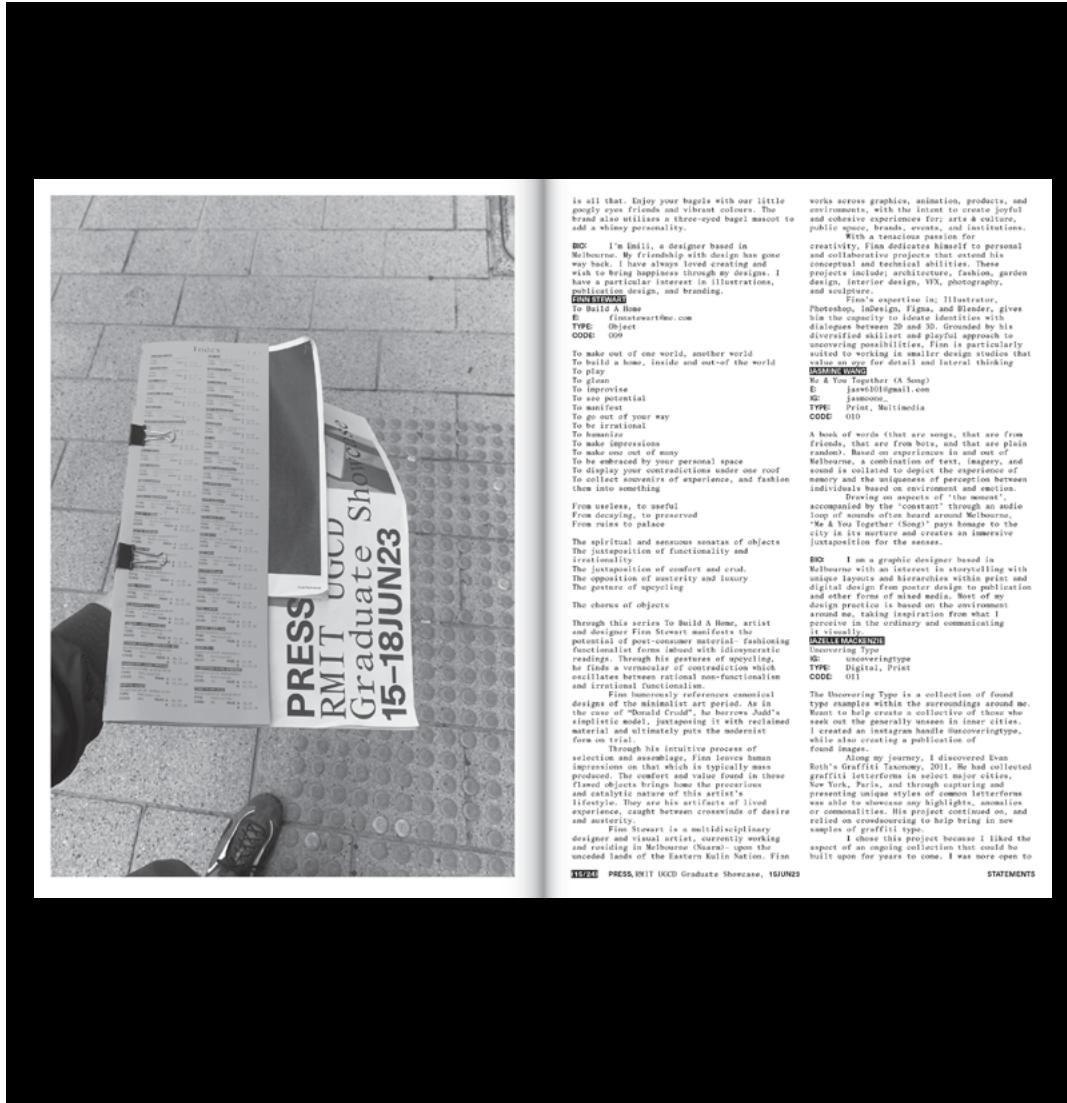 Index
PRESS
RMIT UGCD
Graduate Showcase
15–18JUN23
is all that. Enjoy your bagels with our little
googly eyes friends and vibrant colours. The
brand also utilises a three-eyed bagel mascot to
add a whimsy personality.
BIO: I'm Emili, a designer based in
Melbourne. My friendship with design has gone
way back. I have always loved creating and
wish to bring happiness through my designs. I
have a particular interest in illustrations,
publication design, and branding.
FINN STEWART
To Build A Home
E: finnstewart@me.com
TYPE: Object
CODE: 009
To make out of one world, another world
To build a home, inside and out-of the world
To play
To glean
To improvise
To see potential
To manifest
To go out of your way
To be irrational
To humanize
To make impressions
To make one out of many
To be embraced by your personal space
To display your contradictions under one roof
To collect souvenirs of experience, and fashion
them into something
From useless, to useful
From decaying, to preserved
From ruins to palace
The spiritual and sensuous sonatas of objects
The juxtaposition of functionality and
irrationality
The juxtaposition of comfort and crud.
The opposition of austerity and luxury
The gesture of upcycling
The chorus of objects
Through this series To Build A Home, artist
and designer Finn Stewart manifests the
potential of post-consumer material- fashioning
functionalist forms imbued with idiosyncratic
readings. Through his gestures of upcycling,
he finds a vernacular of contradiction which
oscillates between rational non-functionalism
and irrational functionalism.
Finn humorously references canonical
designs of the minimalist art period. As in
the case of "Donald Crudd", he borrows Judd's
simplistic model, juxtaposing it with reclaimed
material and ultimately puts the modernist
form on trial.
Through his intuitive process of
selection and assemblage, Finn leaves human
impressions on that which is typically mass
produced. The comfort and value found in these
flawed objects brings home the precarious
and catalytic nature of this artist's
lifestyle. They are his artifacts of lived
experience, caught between crosswinds of desire
and austerity.
Finn Stewart is a multidisciplinary
designer and visual artist, currently working
and residing in Melbourne (Naarm)- upon the
unceded lands of the Eastern Kulin Nation. Finn
works across graphics, animation, products, and
environments, with the intent to create joyful
and cohesive experiences for; arts & culture,
public space, brands, events, and institutions.
With a tenacious passion for
creativity, Finn dedicates himself to personal
and collaborative projects that extend his
conceptual and technical abilities. These
projects include; architecture, fashion, garden
design, interior design, VFX, photography,
and sculpture.
Finn's expertise in; Illustrator,
Photoshop, InDesign, Figma, and Blender, gives
him the capacity to ideate identities with
dialogues between 2D and 3D. Grounded by his
diversified skillset and playful approach to
uncovering possibilities, Finn is particularly
suited to working in smaller design studios that
value an eye for detail and lateral thinking
JASMINE WANG
Me & You Together (A Song)
E: jasw6101@gmail.com
IG: jasmoone_
TYPE: Print, Multimedia
CODE: 010
A book of words (that are songs, that are from
friends, that are from bots, and that are plain
random). Based on experiences in and out of
Melbourne, a combination of text, imagery, and
sound is collated to depict the experience of
memory and the uniqueness of perception between
individuals based on environment and emotion.
Drawing on aspects of 'the moment',
accompanied by the 'constant' through an audio
loop of sounds often heard around Melbourne,
'Me & You Together (Song)' pays homage to the
city in its nurture and creates an immersive
juxtaposition for the senses.
BIO: I am a graphic designer based in
Melbourne with an interest in storytelling with
unique layouts and hierarchies within print and
digital design from poster design to publication
and other forms of mixed media. Most of my
design practice is based on the environment
around me, taking inspiration from what I
perceive in the ordinary and communicating
it visually.
JAZELLE MACKENZIE
Uncovering Type
IG: uncoveringtype
TYPE: Digital, Print
CODE: 011
The Uncovering Type is a collection of found
type examples within the surroundings around me.
Meant to help create a collective of those who
seek out the generally unseen in inner cities.
I created an instagram handle @uncoveringtype,
while also creating a publication of
found images.
Along my journey, I discovered Evan
Roth's Graffiti Taxonomy, 2011. He had collected
graffiti letterforms in select major cities,
New York, Paris, and through capturing and
presenting unique styles of common letterforms
was able to showcase any highlights, anomalies
or commonalities. His project continued on, and
relied on crowdsourcing to help bring in new
samples of graffiti type.
I chose this project because I liked the
aspect of an ongoing collection that could be
built upon for years to come. I was more open to
(15/24) PRESS, RMIT UGCD Graduate Showcase, 15JUN23
STATEMENTS